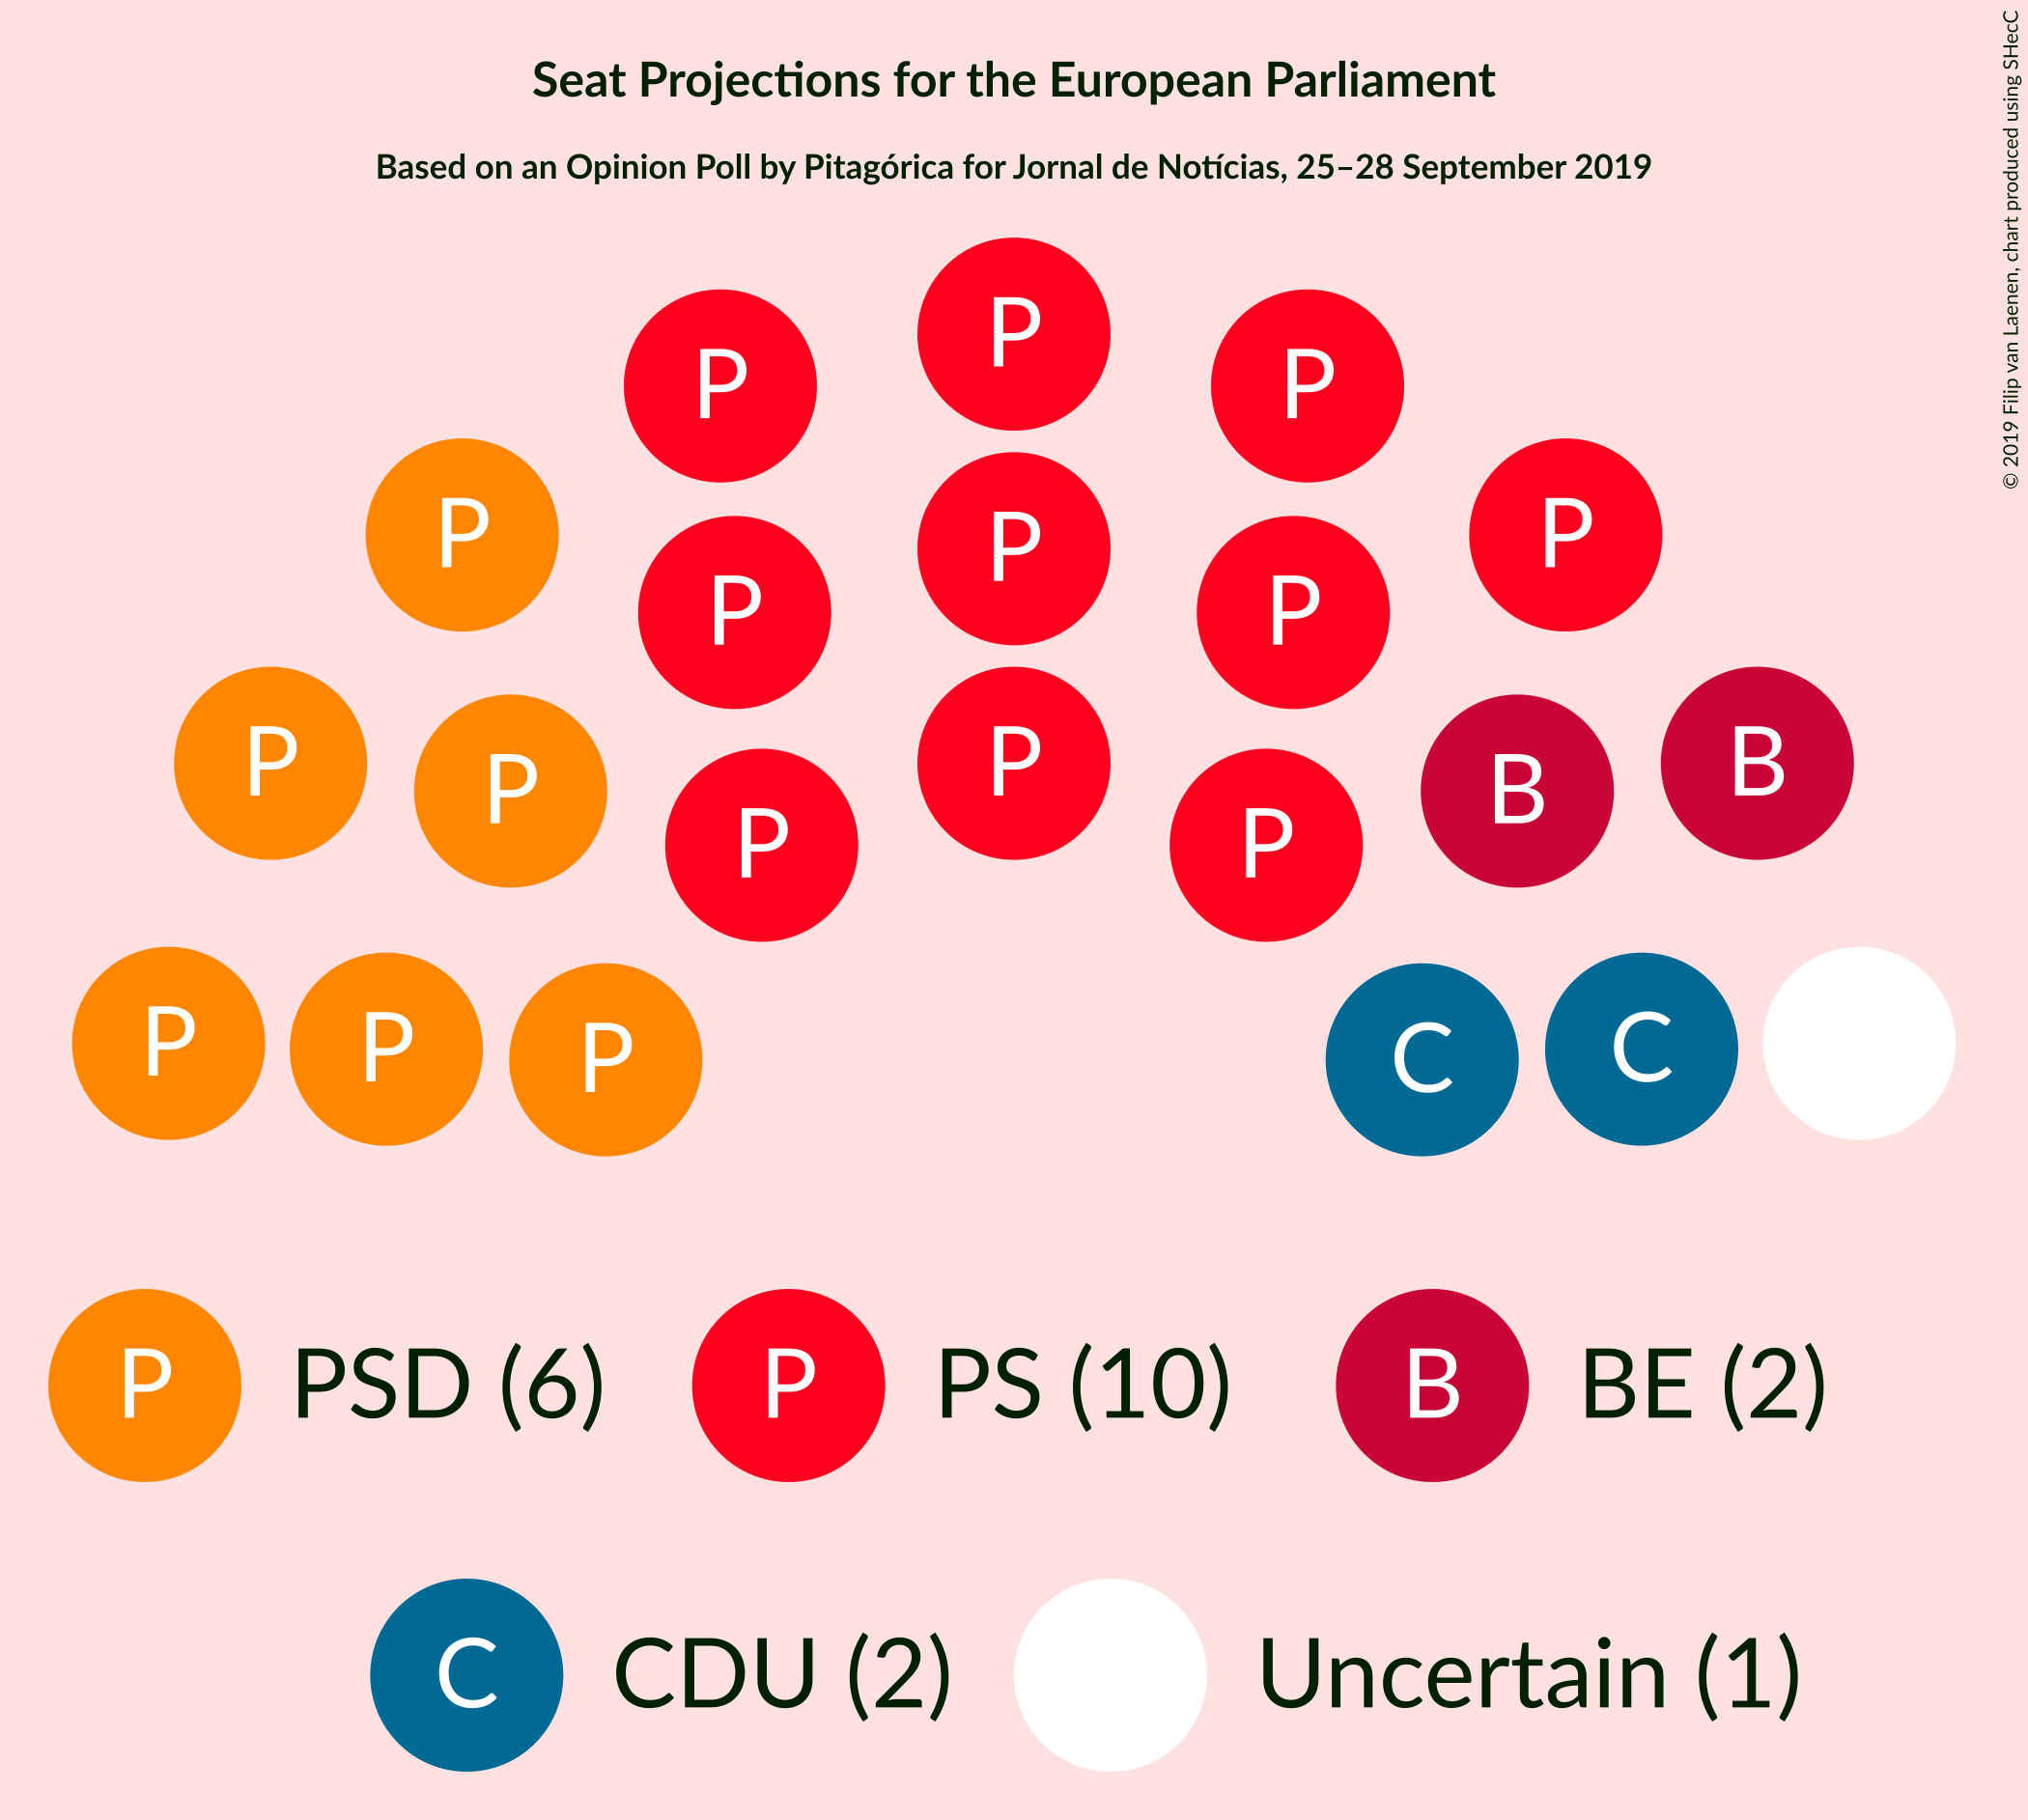 Seat Projections for the European Parliament
Based on an Opinion Poll by Pitagórica for Jornal de Notícias, 25–28 September 2019
© 2019 Filip van Laenen, chart produced using SHecC
P
P P
P P
P
P P
P
P B
P P B
P P
P
P C
P C
P C
P PSD (6) P PS (10) B BE (2)
C CDU (2) Uncertain (1)